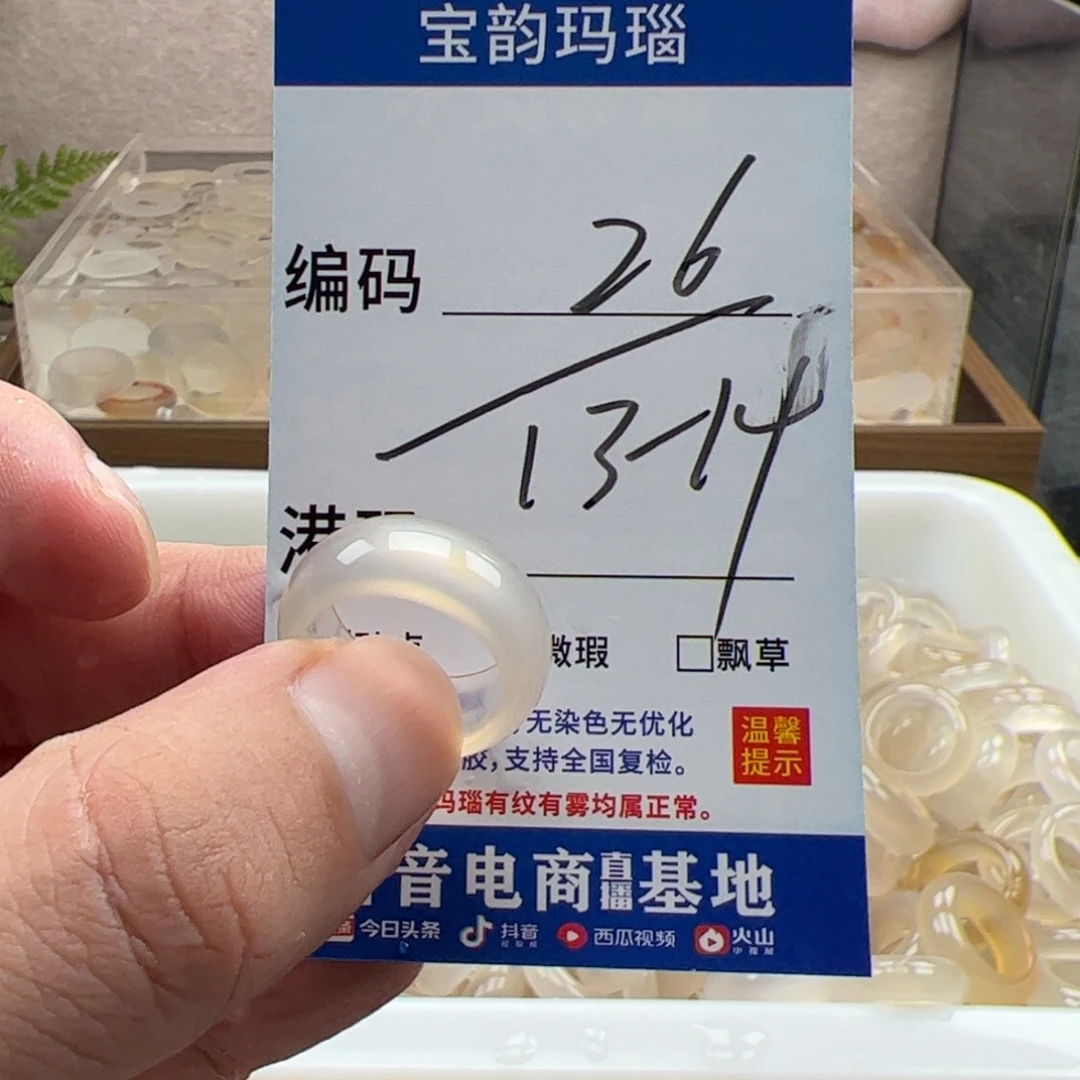 宝韵玛瑙
编码 26
13-14
港码
微瑕 □飘草
无染色无优化 温馨
胶,支持全国复检。 提示
玛瑙有纹有雾均属正常。
音电商直播基地
今日头条 抖音 西瓜视频 火山